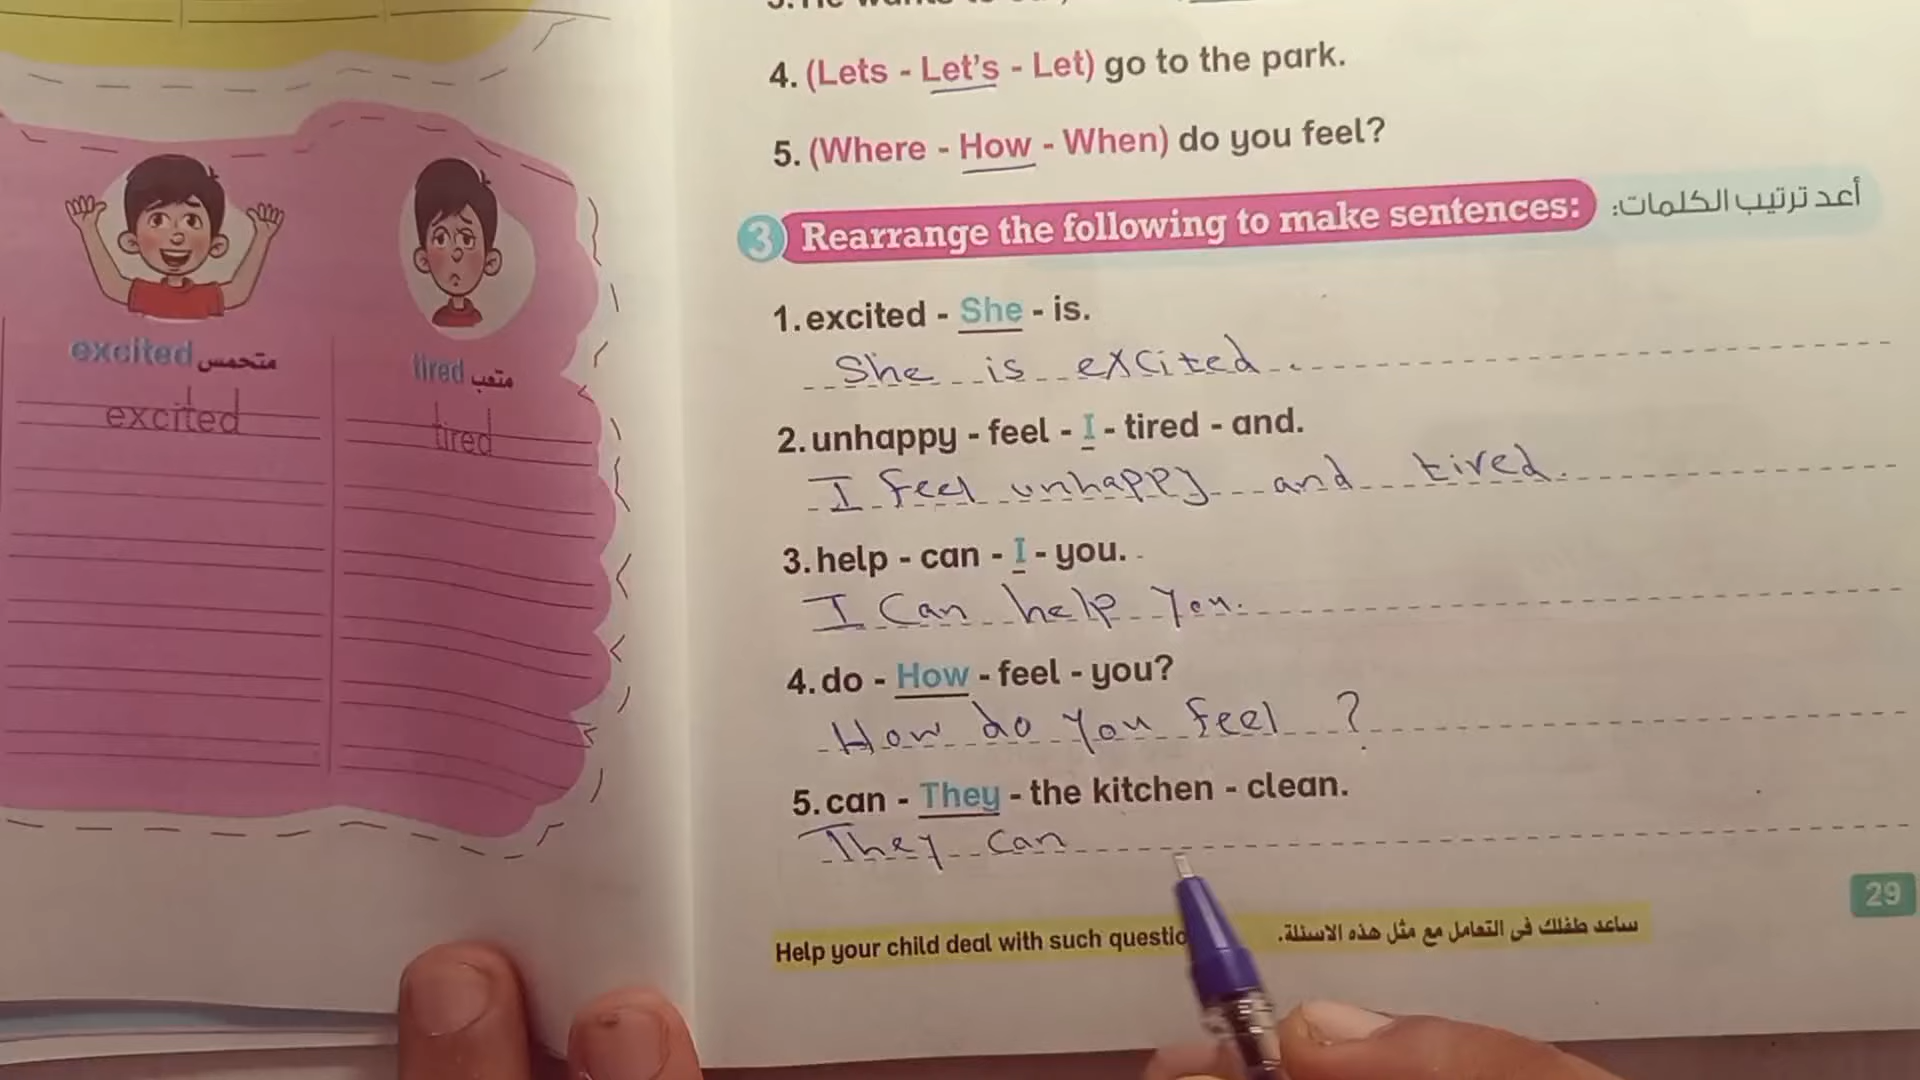 excited متحمس
excited
tired متعب
tired
4. (Lets - Let's - Let) go to the park.
5. (Where - How - When) do you feel?
3 Rearrange the following to make sentences: أعد ترتيب الكلمات:
1. excited - She - is.
She is excited.
2. unhappy - feel - I - tired - and.
I feel unhappy and tired.
3. help - can - I - you.
I can help you.
4. do - How - feel - you?
How do you feel ?
5. can - They - the kitchen - clean.
They can
29
Help your child deal with such ساعد طفلك فى التعامل مع مثل هذه الاسئلة.